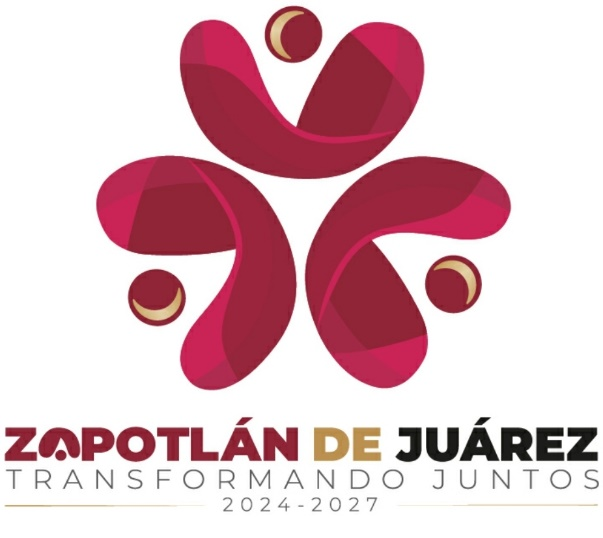 ZAPOTLÁN DE JUÁREZ
TRANSFORMANDO JUNTOS
2024-2027